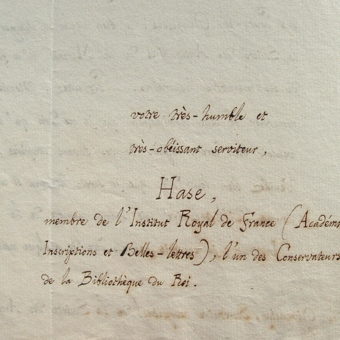 votre très-humble et
très-obéissant serviteur,
Hase,
membre de l'Institut Royal de France (Académ
Inscriptions et Belles-lettres), l'un des Conservateurs
de la Bibliothèque du Roi.